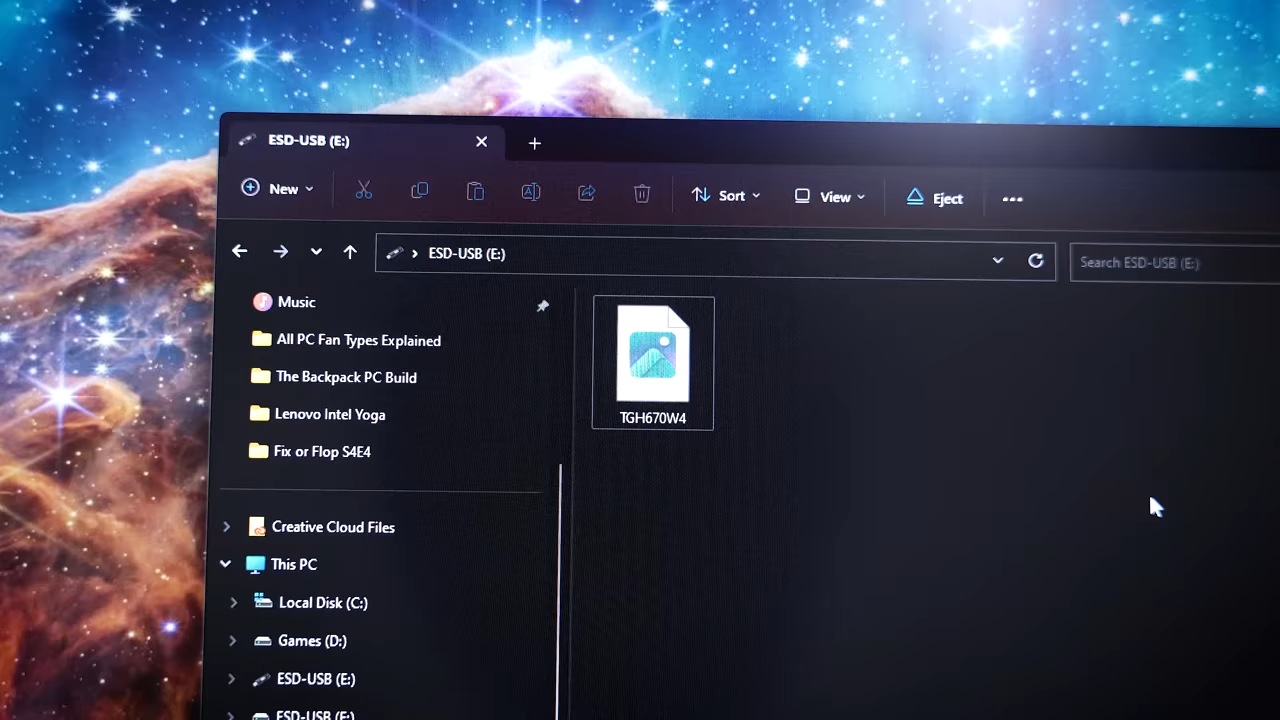 ESD-USB (E:)
New
Sort
View
Eject
ESD-USB (E:)
Search ESD-USB (E:)
Music
All PC Fan Types Explained
The Backpack PC Build
Lenovo Intel Yoga
Fix or Flop S4E4
Creative Cloud Files
This PC
Local Disk (C:)
Games (D:)
ESD-USB (E:)
ESD-USB (E:)
TGH670W4